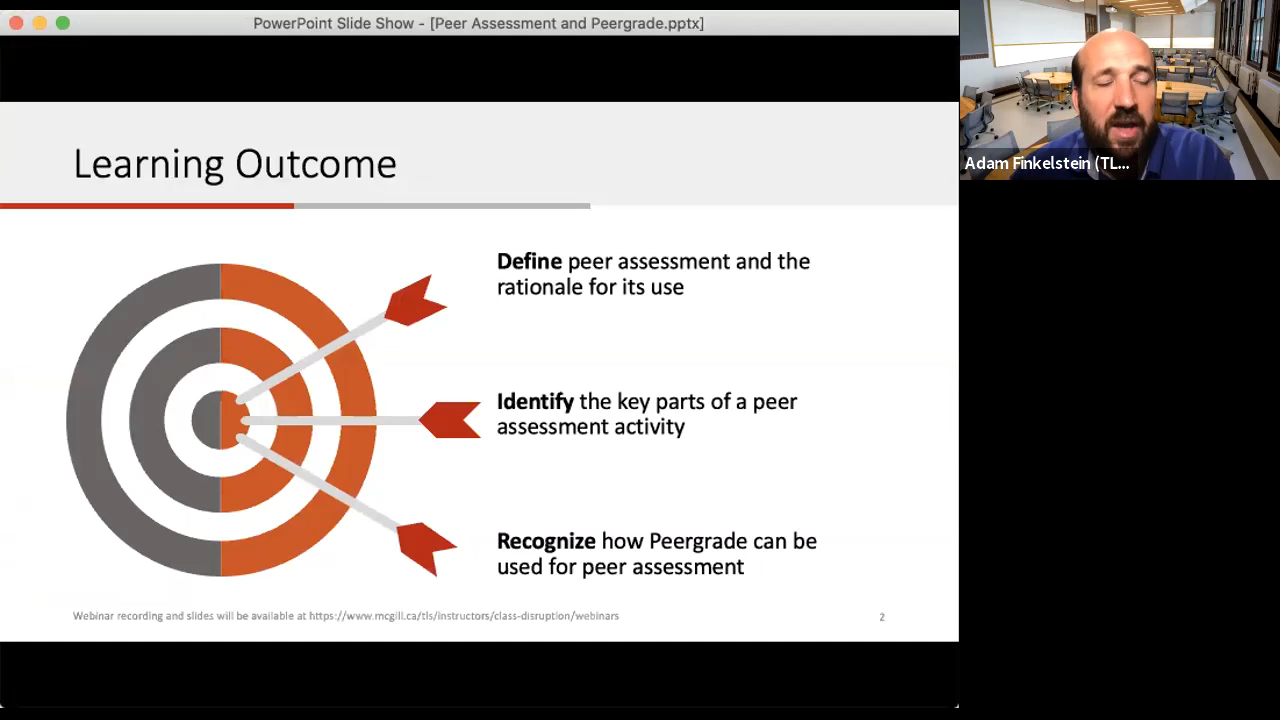 PowerPoint Slide Show - [Peer Assessment and Peergrade.pptx]
Adam Finkelstein (TL...
Learning Outcome
Define peer assessment and the
rationale for its use
Identify the key parts of a peer
assessment activity
Recognize how Peergrade can be
used for peer assessment
Webinar recording and slides will be available at https://www.mcgill.ca/tls/instructors/class-disruption/webinars
2